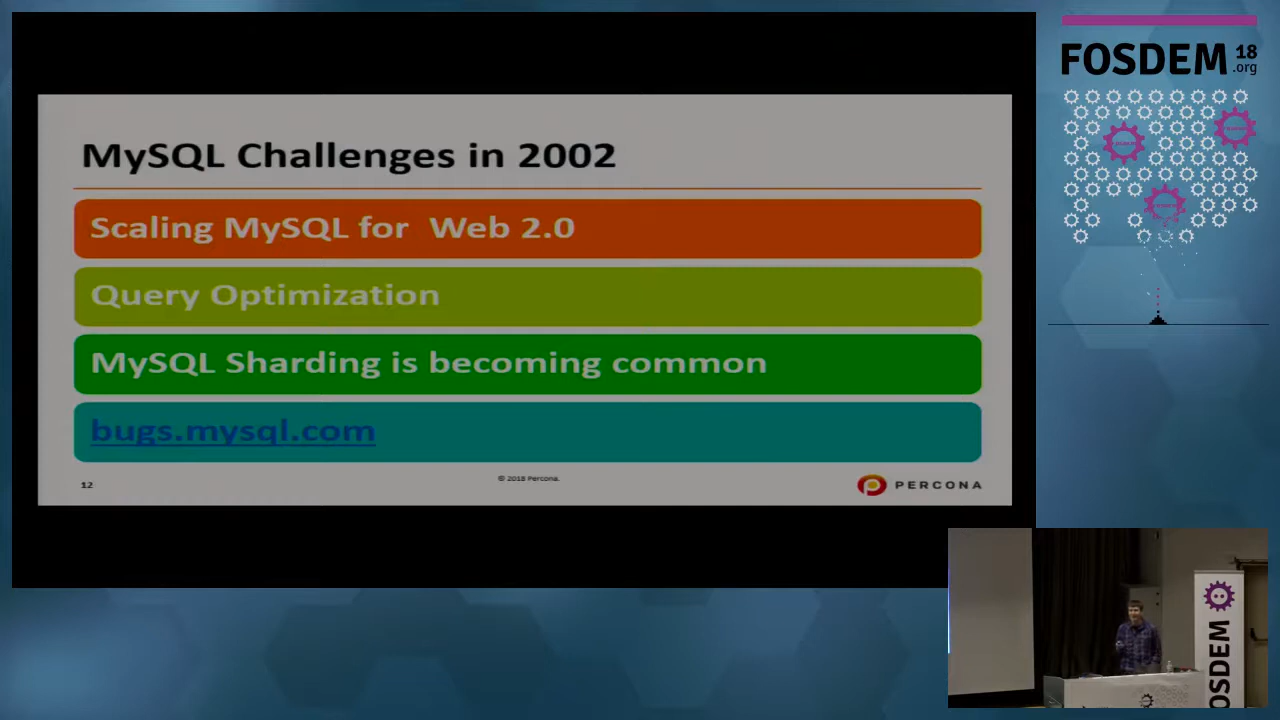 MySQL Challenges in 2002
Scaling MySQL for Web 2.0
Query Optimization
MySQL Sharding is becoming common
bugs.mysql.com
12
© 2018 Percona.
PERCONA
FOSDEM 18
.org
FOSDEM